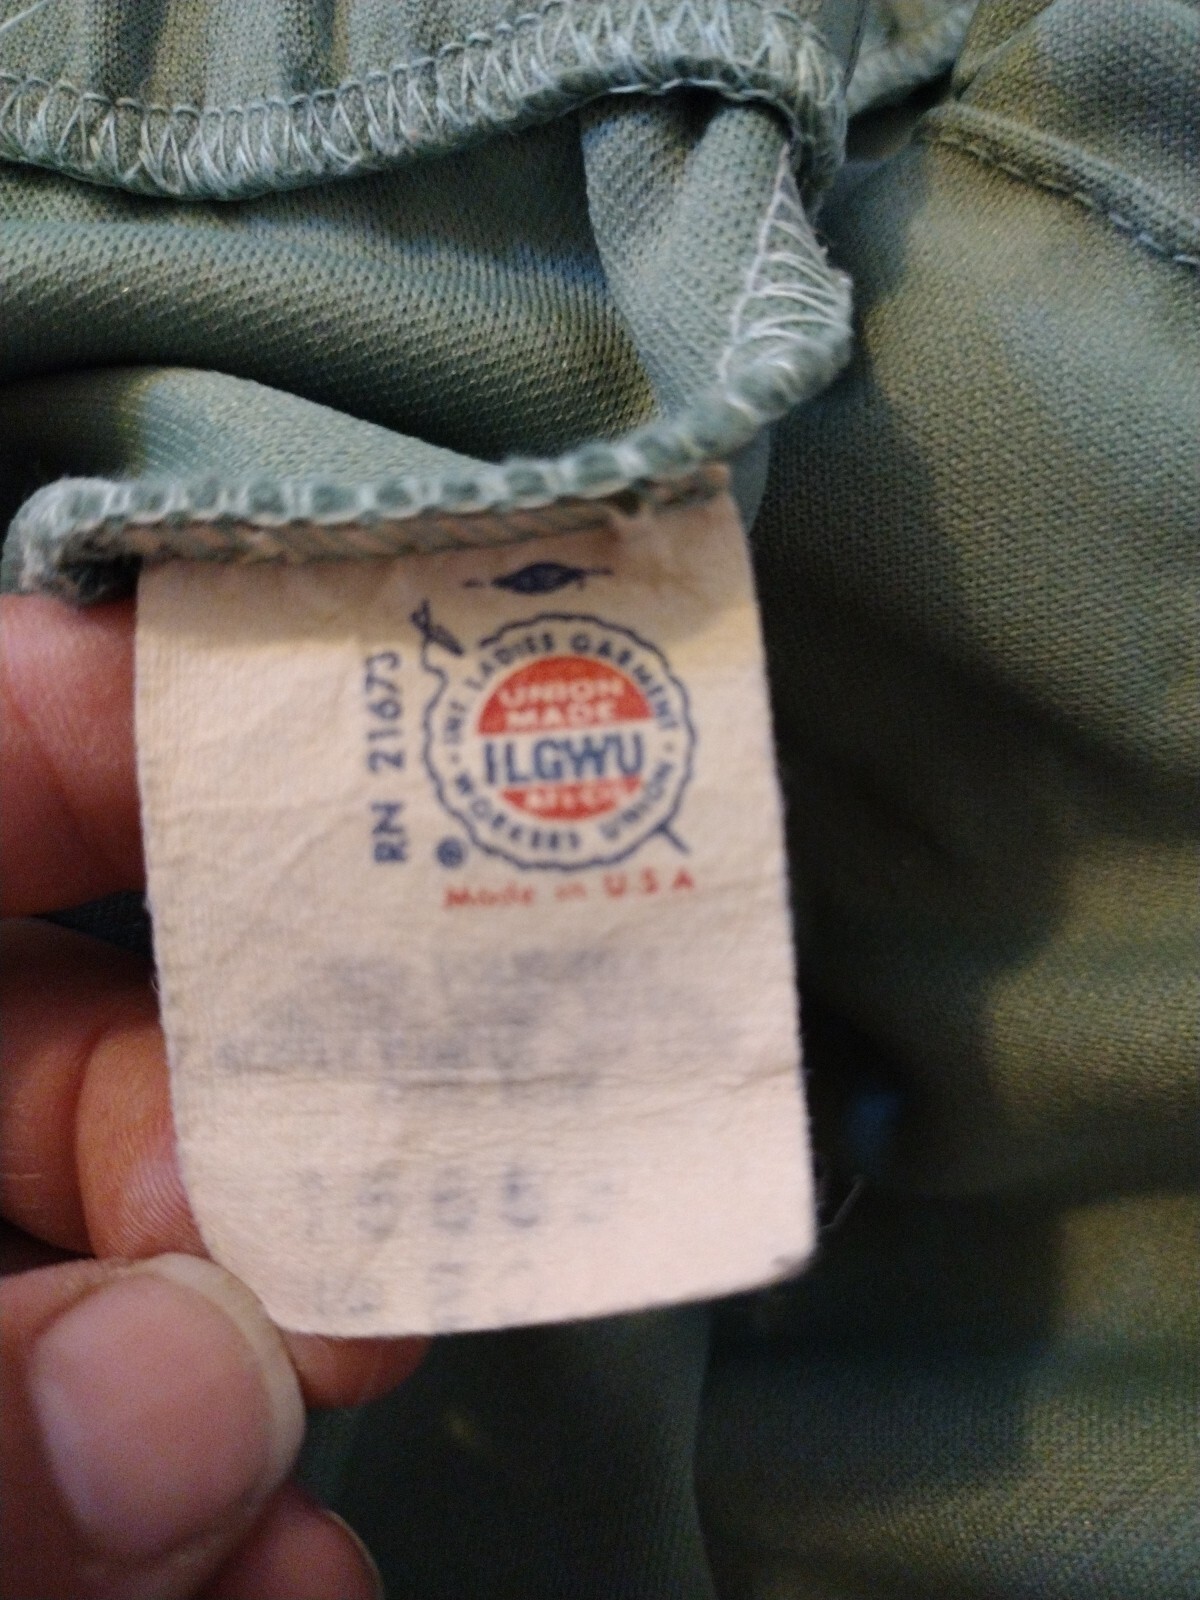 INT. LADIES GARMENT
UNION
MADE
ILGWU
AFL-CIO
WORKERS UNION
®
RN 21673
Made in U.S.A